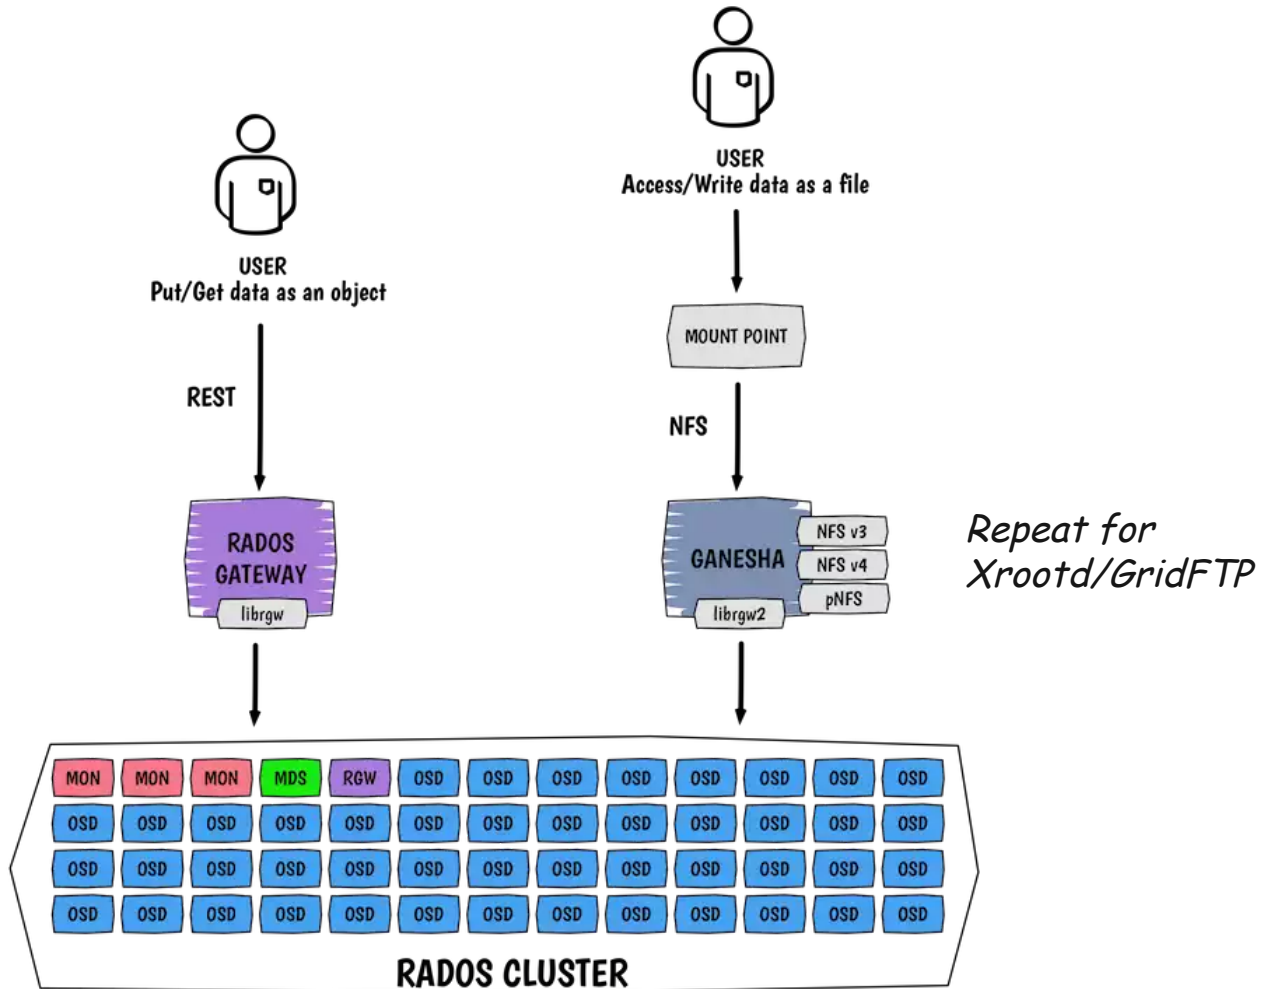 USER
Put/Get data as an object
REST
RADOS
GATEWAY
librgw
USER
Access/Write data as a file
MOUNT POINT
NFS
GANESHA
NFS v3
NFS v4
pNFS
librgw2
Repeat for
Xrootd/GridFTP
MON MON MON MDS RGW OSD OSD OSD OSD OSD OSD OSD OSD
OSD OSD OSD OSD OSD OSD OSD OSD OSD OSD OSD OSD OSD
OSD OSD OSD OSD OSD OSD OSD OSD OSD OSD OSD OSD OSD
OSD OSD OSD OSD OSD OSD OSD OSD OSD OSD OSD OSD OSD
RADOS CLUSTER